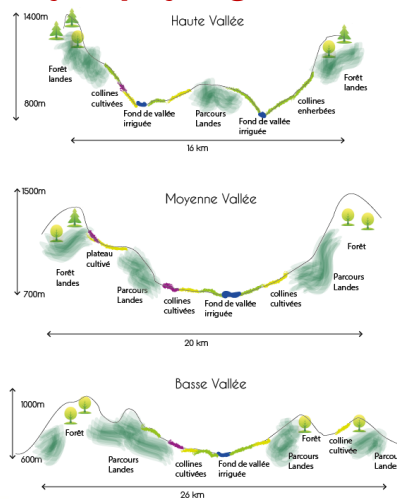 Haute Vallée
1400m
Forêt
landes
collines
cultivées
800m
Fond de vallée
irriguée
Parcours
Landes
Fond de vallée
irriguée
collines
enherbées
Forêt
landes
16 km
Moyenne Vallée
1500m
Forêt
landes
plateau
cultivé
Parcours
Landes
700m
collines
cultivées
Fond de vallée
irriguée
collines
cultivées
Parcours
Landes
Forêt
20 km
Basse Vallée
1000m
Forêt
600m
Parcours
Landes
collines
cultivées
Fond de vallée
irriguée
Parcours
Landes
Forêt
colline
cultivée
Parcours
Landes
26 km